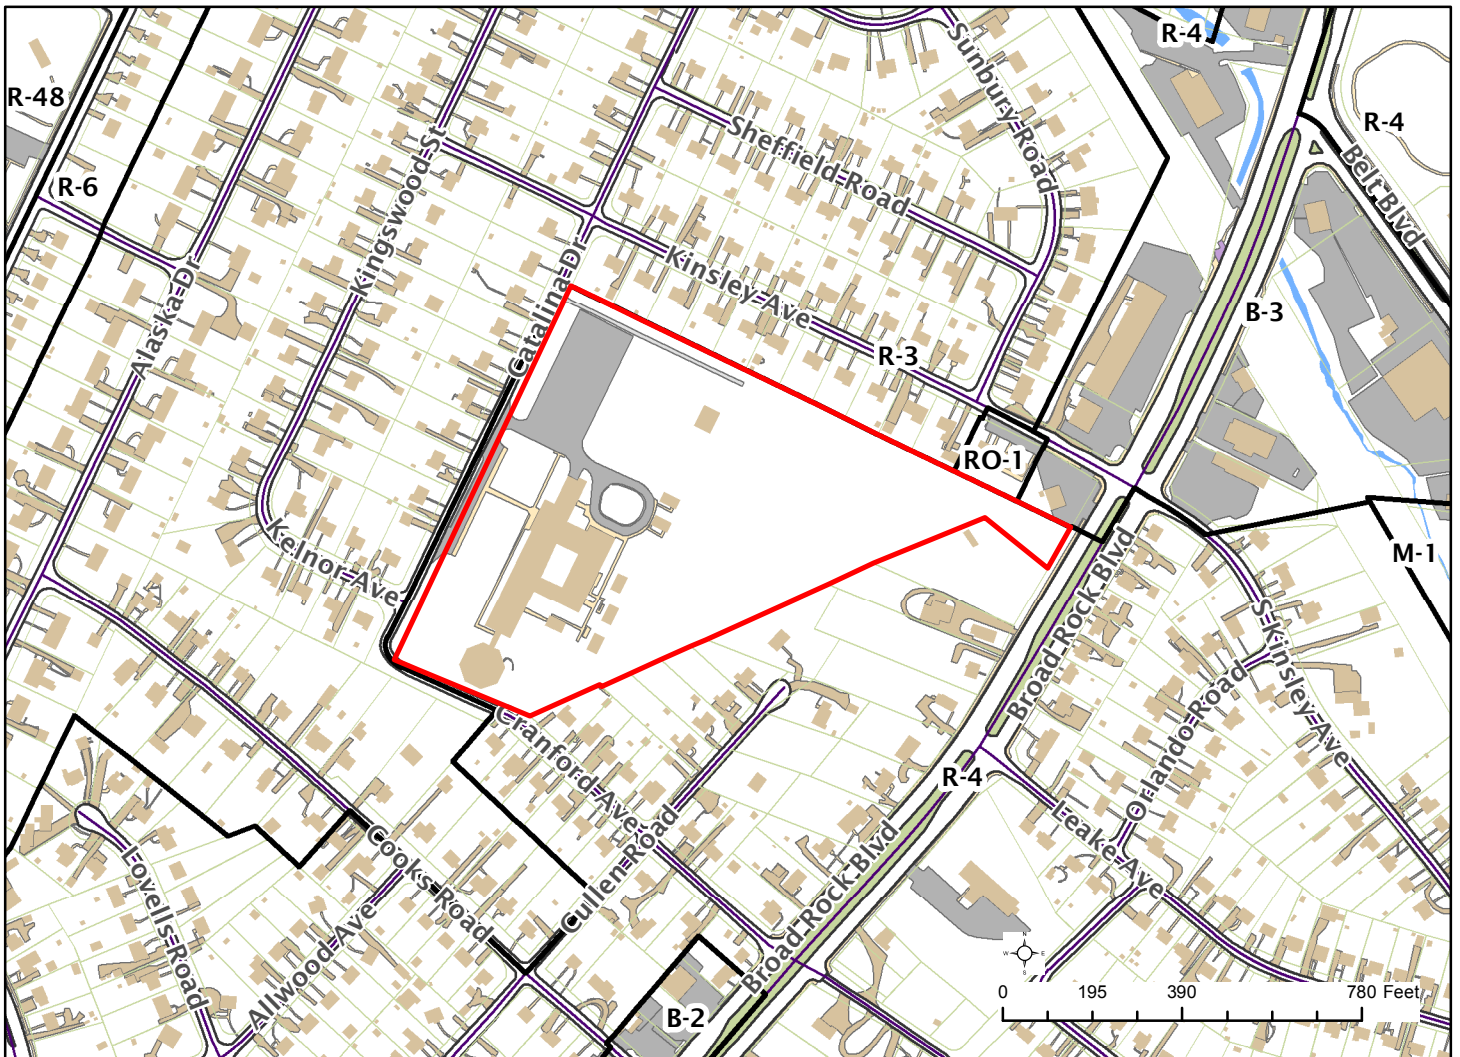 R-4
R-48
R-4
Sunbury Road
Sheffield Road
Belt Blvd
Kingswood St
R-6
Alaska Dr
Catalina Dr
Kinsley Ave
B-3
R-3
RO-1
M-1
Kelnor Ave
Broad Rock Blvd
S Kinsley Ave
Orlando Road
Cranford Ave
R-4
Leake Ave
Cooks Road
Cullen Road
Broad Rock Blvd
Lovells Road
Allwood Ave
B-2
N
W E
S
0 195 390 780 Feet